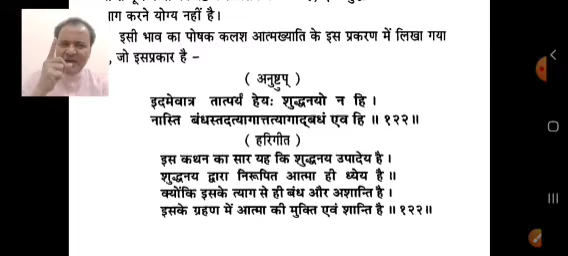 ाग करने योग्य नहीं है।
इसी भाव का पोषक कलश आत्मख्याति के इस प्रकरण में लिखा गया
, जो इसप्रकार है –
( अनुष्टुप् )
इदमेवात्र तात्पर्यं हेयः शुद्धनयो न हि ।
नास्ति बंधस्तदत्यागात्तत्यागाद्बधं एव हि ॥ १२२॥
( हरिगीत )
इस कथन का सार यह कि शुद्धनय उपादेय है ।
शुद्धनय द्वारा निरूपित आत्मा ही ध्येय है ॥
क्योंकि इसके त्याग से ही बंध और अशान्ति है ।
इसके ग्रहण में आत्मा की मुक्ति एवं शान्ति है ॥ १२२॥